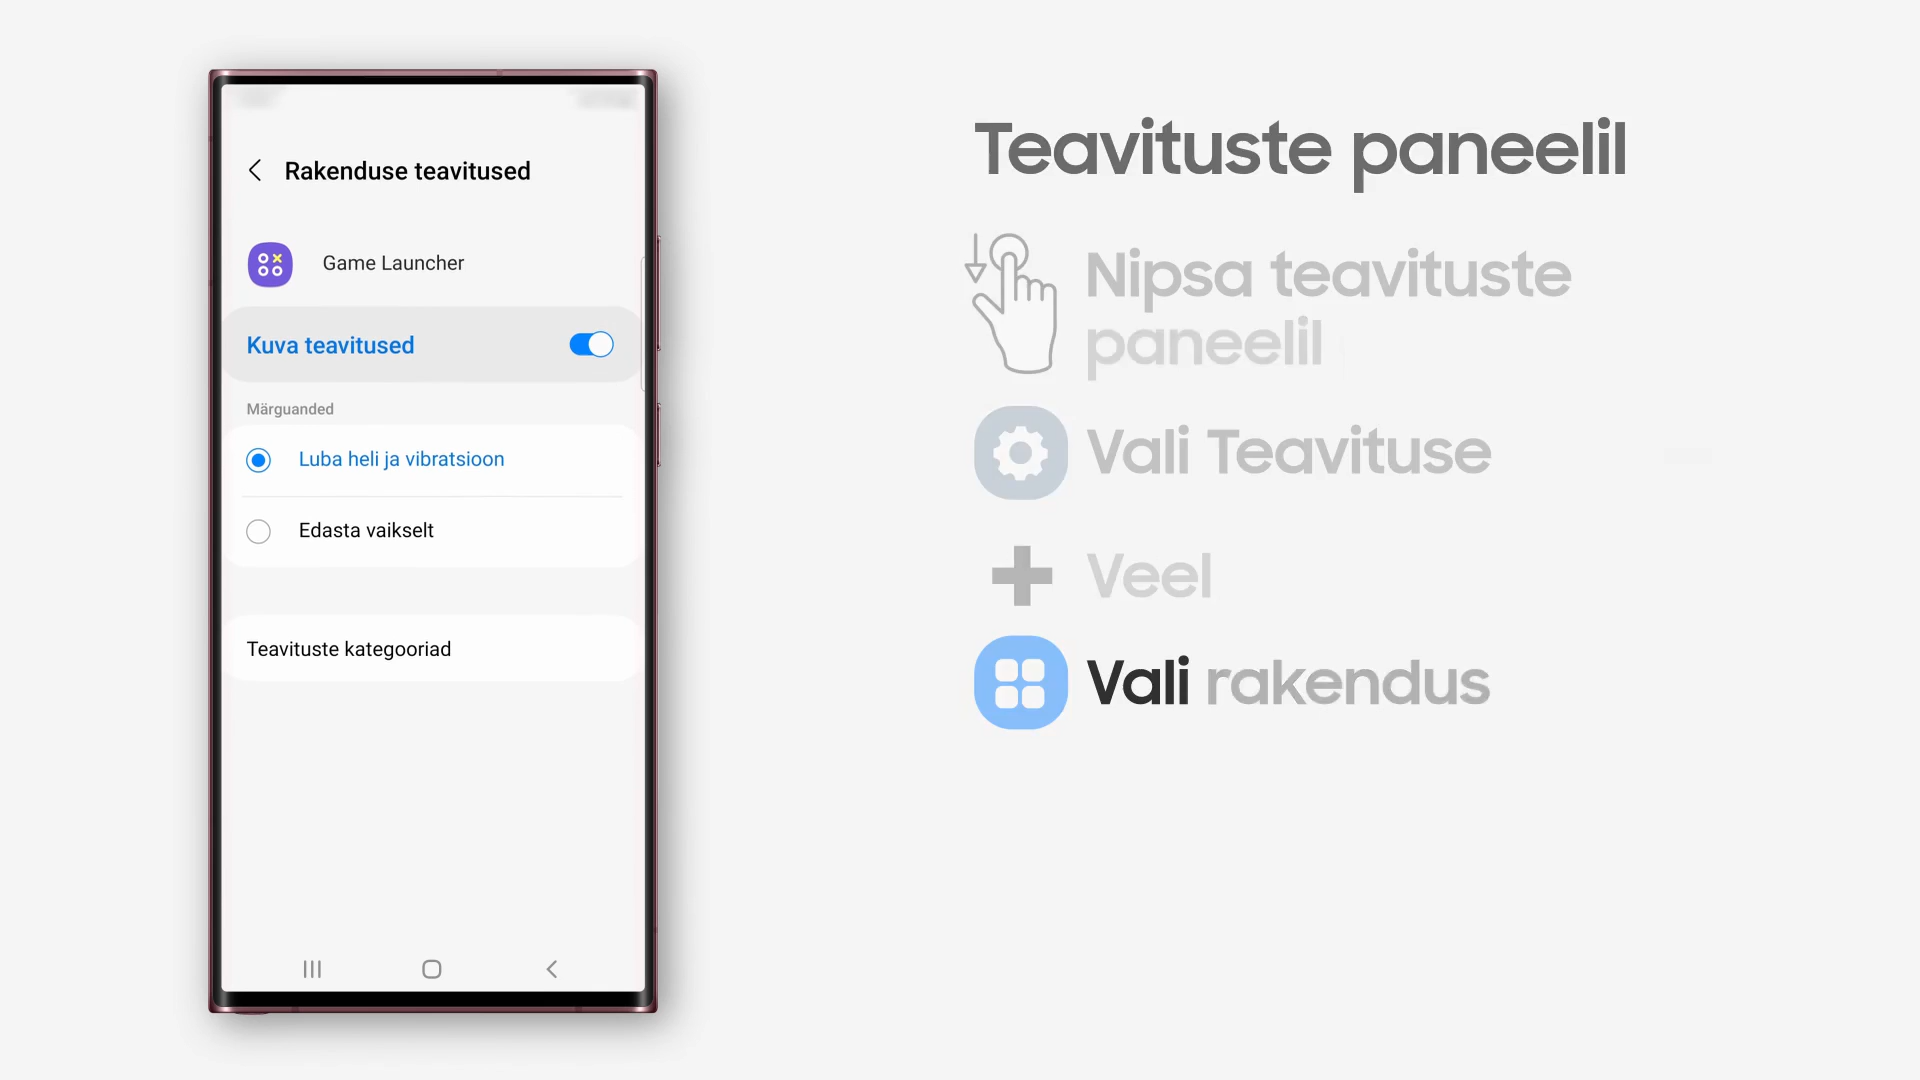 Rakenduse teavitused
Game Launcher
Kuva teavitused
Märguanded
Luba heli ja vibratsioon
Edasta vaikselt
Teavituste kategooriad
Teavituste paneelil
Nipsa teavituste
paneelil
Vali Teavituse
Veel
Vali rakendus